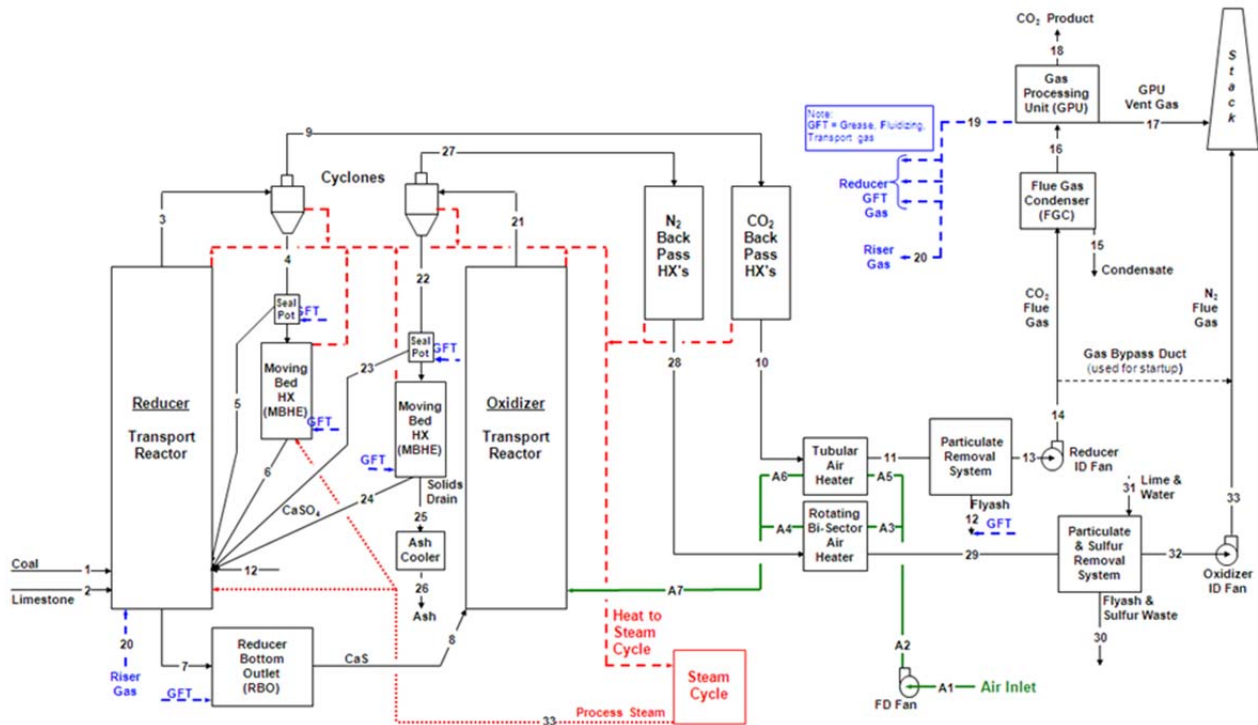 CO2 Product
18
Gas
Processing
Unit (GPU)
GPU
Vent Gas
17
Stack
Note:
GFT = Grease, Fluidizing,
Transport gas
19
16
Reducer
GFT
Gas
Flue Gas
Condenser
(FGC)
15
Condensate
Riser
Gas
20
CO2
Flue
Gas
N2
Flue
Gas
Gas Bypass Duct
(used for startup)
9
27
Cyclones
3
21
4
22
N2
Back
Pass
HX's
CO2
Back
Pass
HX's
28
10
Seal
Pot
GFT
Seal
Pot
GFT
23
5
Moving
Bed
HX
(MBHE)
GFT
6
Moving
Bed
HX
(MBHE)
GFT
24
Solids
Drain
25
CaSO4
Ash
Cooler
26
Ash
Reducer
Transport
Reactor
Oxidizer
Transport
Reactor
Coal
1
Limestone
2
12
20
Riser
Gas
7
GFT
Reducer
Bottom
Outlet
(RBO)
CaS
8
Heat to
Steam
Cycle
Steam
Cycle
Process Steam
33
Tubular
Air
Heater
A6
A5
11
Rotating
Bi-Sector
Air
Heater
A4
A3
A7
A2
A1
Air Inlet
FD Fan
29
Particulate
Removal
System
13
14
Reducer
ID Fan
Flyash
12
GFT
31
Lime &
Water
Particulate
& Sulfur
Removal
System
32
33
Oxidizer
ID Fan
Flyash &
Sulfur Waste
30